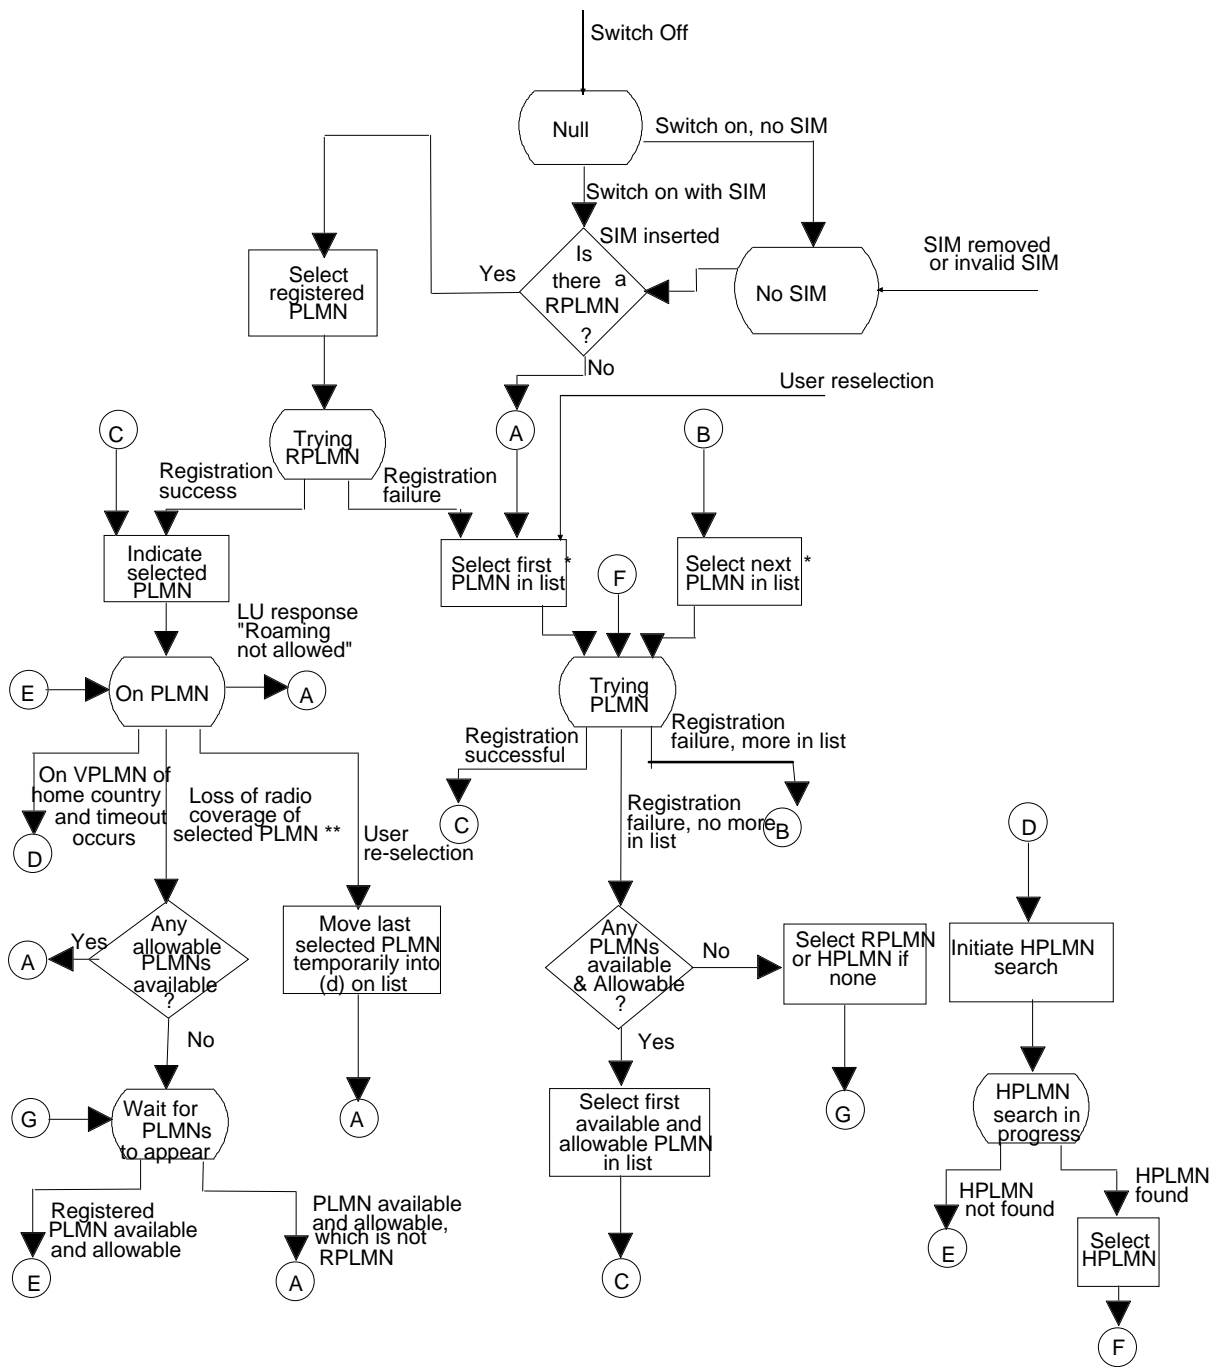 Switch Off
Null
Switch on, no SIM
Switch on with SIM
SIM inserted
SIM removed
or invalid SIM
No SIM
Is
there a
RPLMN
?
Yes
No
Select
registered
PLMN
User reselection
C
Trying
RPLMN
A
B
Registration
success
Registration
failure
Indicate
selected
PLMN
Select first *
PLMN in list
F
Select next *
PLMN in list
LU response
"Roaming
not allowed"
E
On PLMN
A
Trying
PLMN
Registration
successful
Registration
failure, more in list
On VPLMN of
home country
and timeout
occurs
D
Loss of radio
coverage of
selected PLMN **
User
re-selection
C
Registration
failure, no more
in list
B
D
Any
allowable
PLMNs
available
?
Yes
A
No
Move last
selected PLMN
temporarily into
(d) on list
A
Any
PLMNs
available
& Allowable
?
No
Yes
Select RPLMN
or HPLMN if
none
G
Initiate HPLMN
search
G
Wait for
PLMNs
to appear
Select first
available and
allowable PLMN
in list
HPLMN
search in
progress
Registered
PLMN available
and allowable
E
PLMN available
and allowable,
which is not
RPLMN
A
C
HPLMN
not found
E
HPLMN
found
Select
HPLMN
F